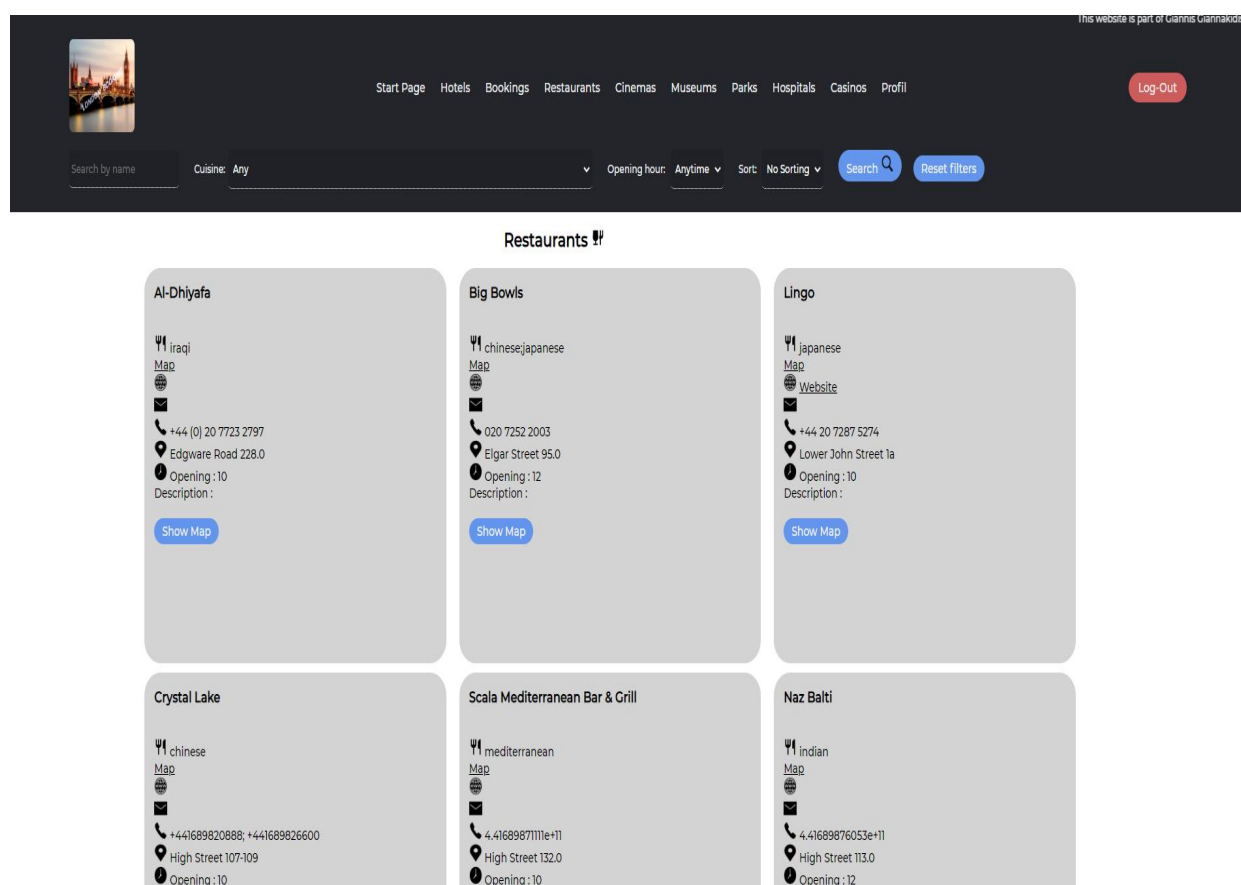 This website is part of Giannis Giannakidi
LONDON
Start Page Hotels Bookings Restaurants Cinemas Museums Parks Hospitals Casinos Profil
Log-Out
Search by name Cuisine: Any Opening hour: Anytime Sort: No Sorting Search Reset filters
Restaurants
Al-Dhiyafa
iraqi
Map
+44 (0) 20 7723 2797
Edgware Road 228.0
Opening : 10
Description :
Show Map
Big Bowls
chinese;japanese
Map
020 7252 2003
Elgar Street 95.0
Opening : 12
Description :
Show Map
Lingo
japanese
Map
Website
+44 20 7287 5274
Lower John Street 1a
Opening : 10
Description :
Show Map
Crystal Lake
chinese
Map
+441689820888; +441689826600
High Street 107-109
Opening : 10
Scala Mediterranean Bar & Grill
mediterranean
Map
4.41689871111e+11
High Street 132.0
Opening : 10
Naz Balti
indian
Map
4.41689876053e+11
High Street 113.0
Opening : 12